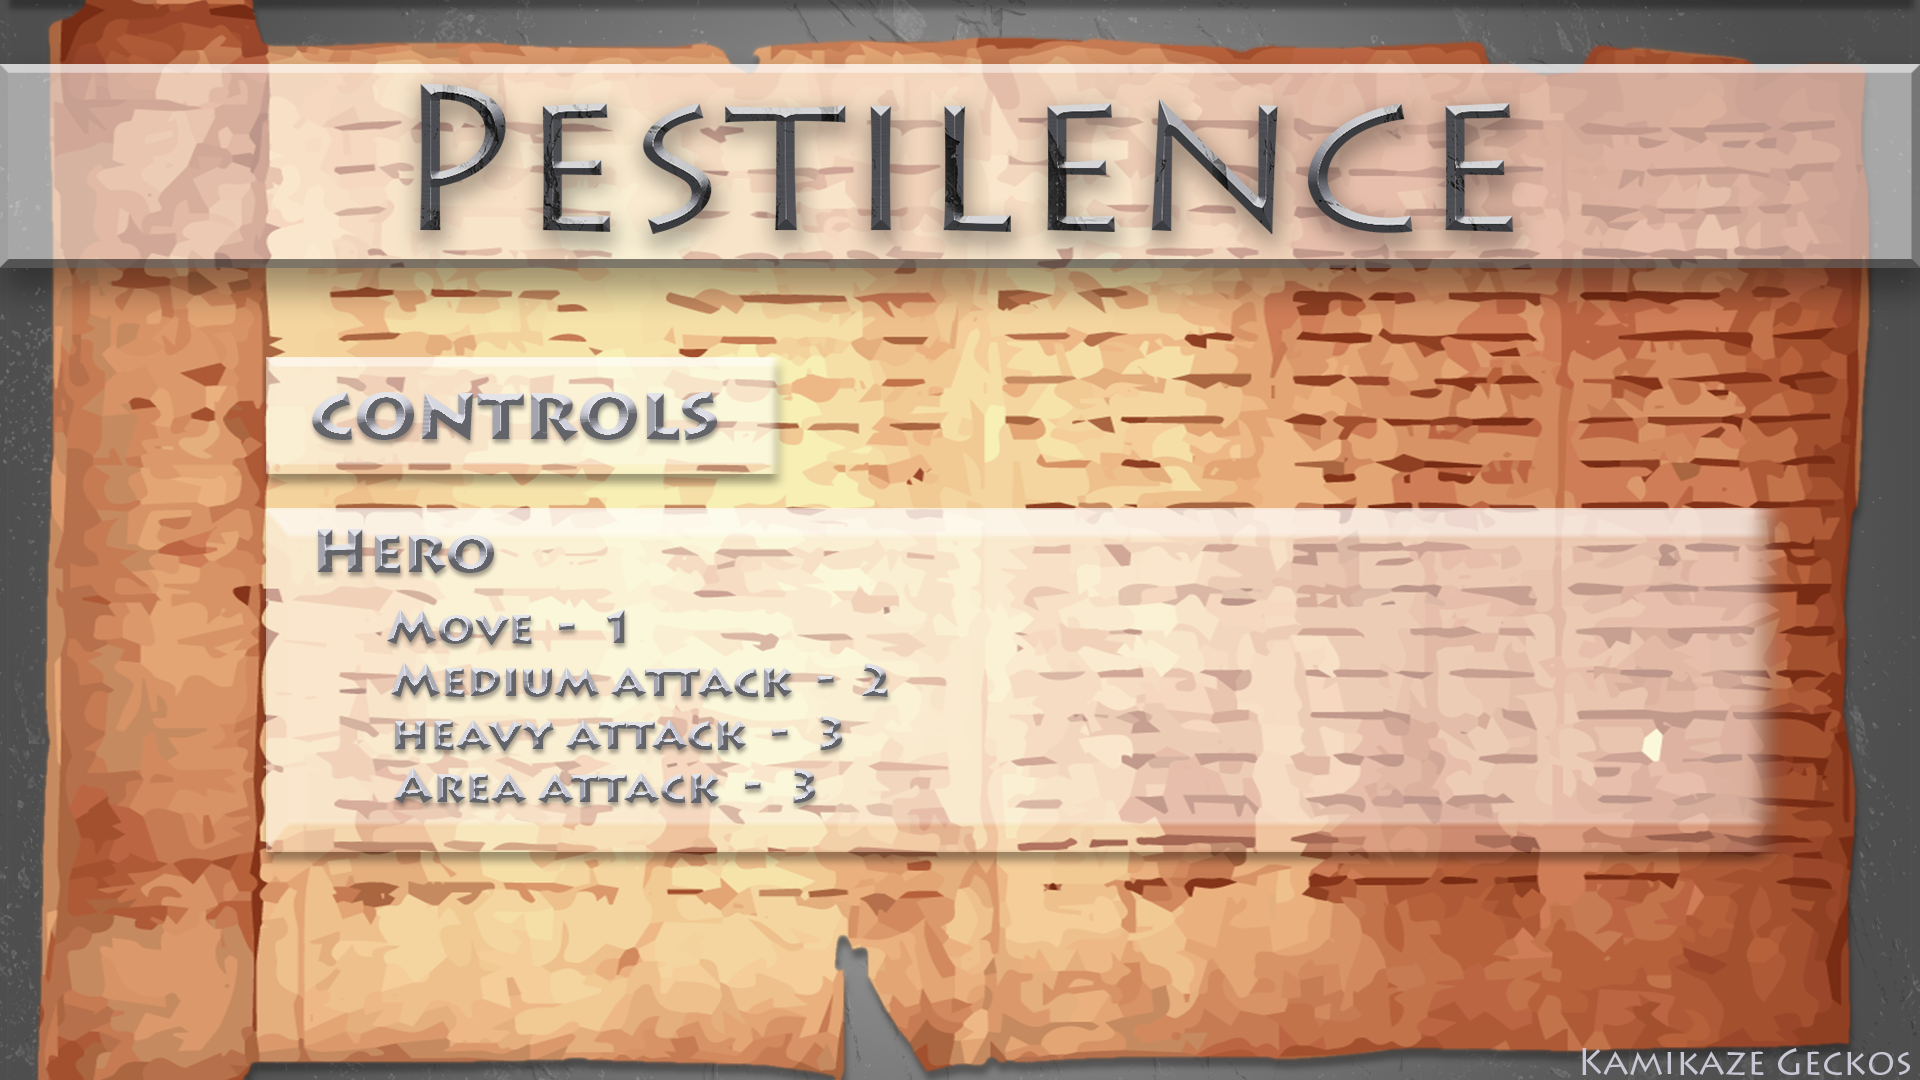 PESTILENCE
CONTROLS
HERO
MOVE - 1
MEDIUM ATTACK - 2
HEAVY ATTACK - 3
AREA ATTACK - 3
KAMIKAZE GECKOS